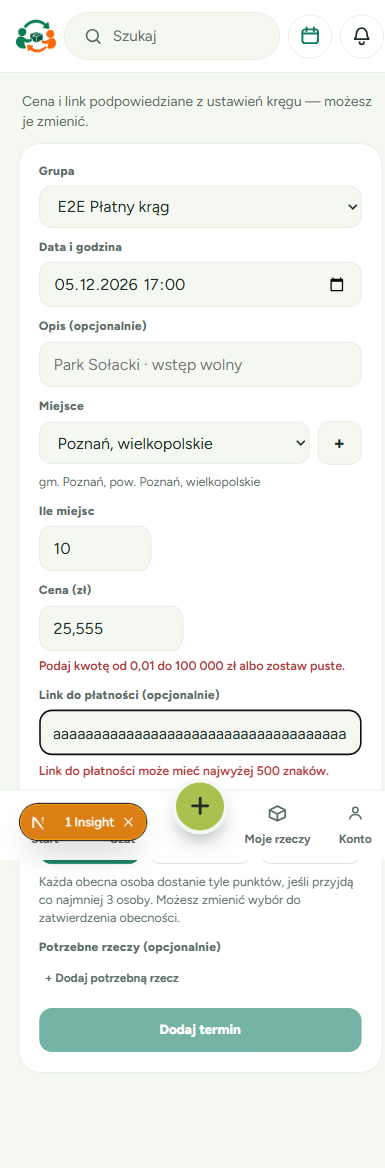 Szukaj
Cena i link podpowiedziane z ustawień kręgu — możesz
je zmienić.
Grupa
E2E Płatny krąg
Data i godzina
05.12.2026 17:00
Opis (opcjonalnie)
Park Sołacki · wstęp wolny
Miejsce
Poznań, wielkopolskie
+
gm. Poznań, pow. Poznań, wielkopolskie
Ile miejsc
10
Cena (zł)
25,555
Podaj kwotę od 0,01 do 100 000 zł albo zostaw puste.
Link do płatności (opcjonalnie)
aaaaaaaaaaaaaaaaaaaaaaaaaaaaaaaaaaaa
Link do płatności może mieć najwyżej 500 znaków.
N 1 Insight ×
+
Start
Czat
Moje rzeczy
Konto
Każda obecna osoba dostanie tyle punktów, jeśli przyjdą
co najmniej 3 osoby. Możesz zmienić wybór do
zatwierdzenia obecności.
Potrzebne rzeczy (opcjonalnie)
+ Dodaj potrzebną rzecz
Dodaj termin